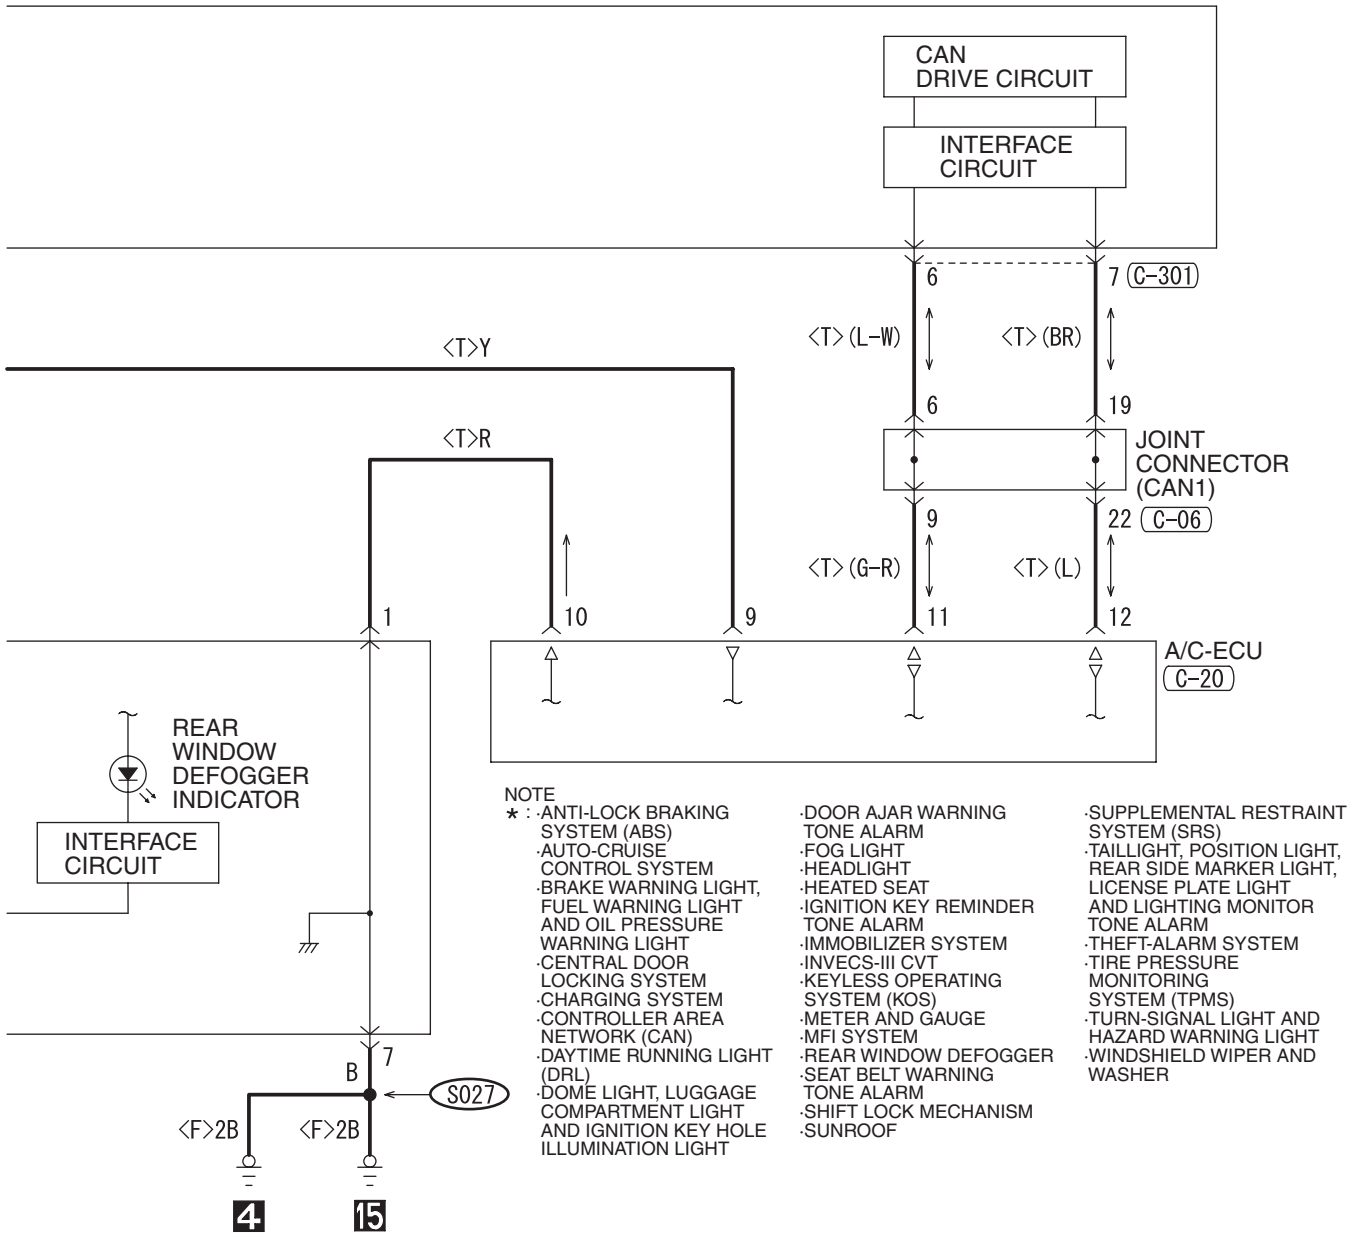 CAN
DRIVE CIRCUIT
INTERFACE
CIRCUIT
6
7
C-301
<T>(L-W)
<T>(BR)
<T>Y
6
19
<T>R
JOINT
CONNECTOR
(CAN1)
9
22
C-06
<T>(G-R)
<T>(L)
1
10
9
11
12
A/C-ECU
C-20
REAR
WINDOW
DEFOGGER
INDICATOR
INTERFACE
CIRCUIT
7
B
S027
<F>2B
<F>2B
4
15
NOTE
* : ·ANTI-LOCK BRAKING
SYSTEM (ABS)
·AUTO-CRUISE
CONTROL SYSTEM
·BRAKE WARNING LIGHT,
FUEL WARNING LIGHT
AND OIL PRESSURE
WARNING LIGHT
·CENTRAL DOOR
LOCKING SYSTEM
·CHARGING SYSTEM
·CONTROLLER AREA
NETWORK (CAN)
·DAYTIME RUNNING LIGHT
(DRL)
·DOME LIGHT, LUGGAGE
COMPARTMENT LIGHT
AND IGNITION KEY HOLE
ILLUMINATION LIGHT
·DOOR AJAR WARNING
TONE ALARM
·FOG LIGHT
·HEADLIGHT
·HEATED SEAT
·IGNITION KEY REMINDER
TONE ALARM
·IMMOBILIZER SYSTEM
·INVECS-III CVT
·KEYLESS OPERATING
SYSTEM (KOS)
·METER AND GAUGE
·MFI SYSTEM
·REAR WINDOW DEFOGGER
·SEAT BELT WARNING
TONE ALARM
·SHIFT LOCK MECHANISM
·SUNROOF
·SUPPLEMENTAL RESTRAINT
SYSTEM (SRS)
·TAILLIGHT, POSITION LIGHT,
REAR SIDE MARKER LIGHT,
LICENSE PLATE LIGHT
AND LIGHTING MONITOR
TONE ALARM
·THEFT-ALARM SYSTEM
·TIRE PRESSURE
MONITORING
SYSTEM (TPMS)
·TURN-SIGNAL LIGHT AND
HAZARD WARNING LIGHT
·WINDSHIELD WIPER AND
WASHER